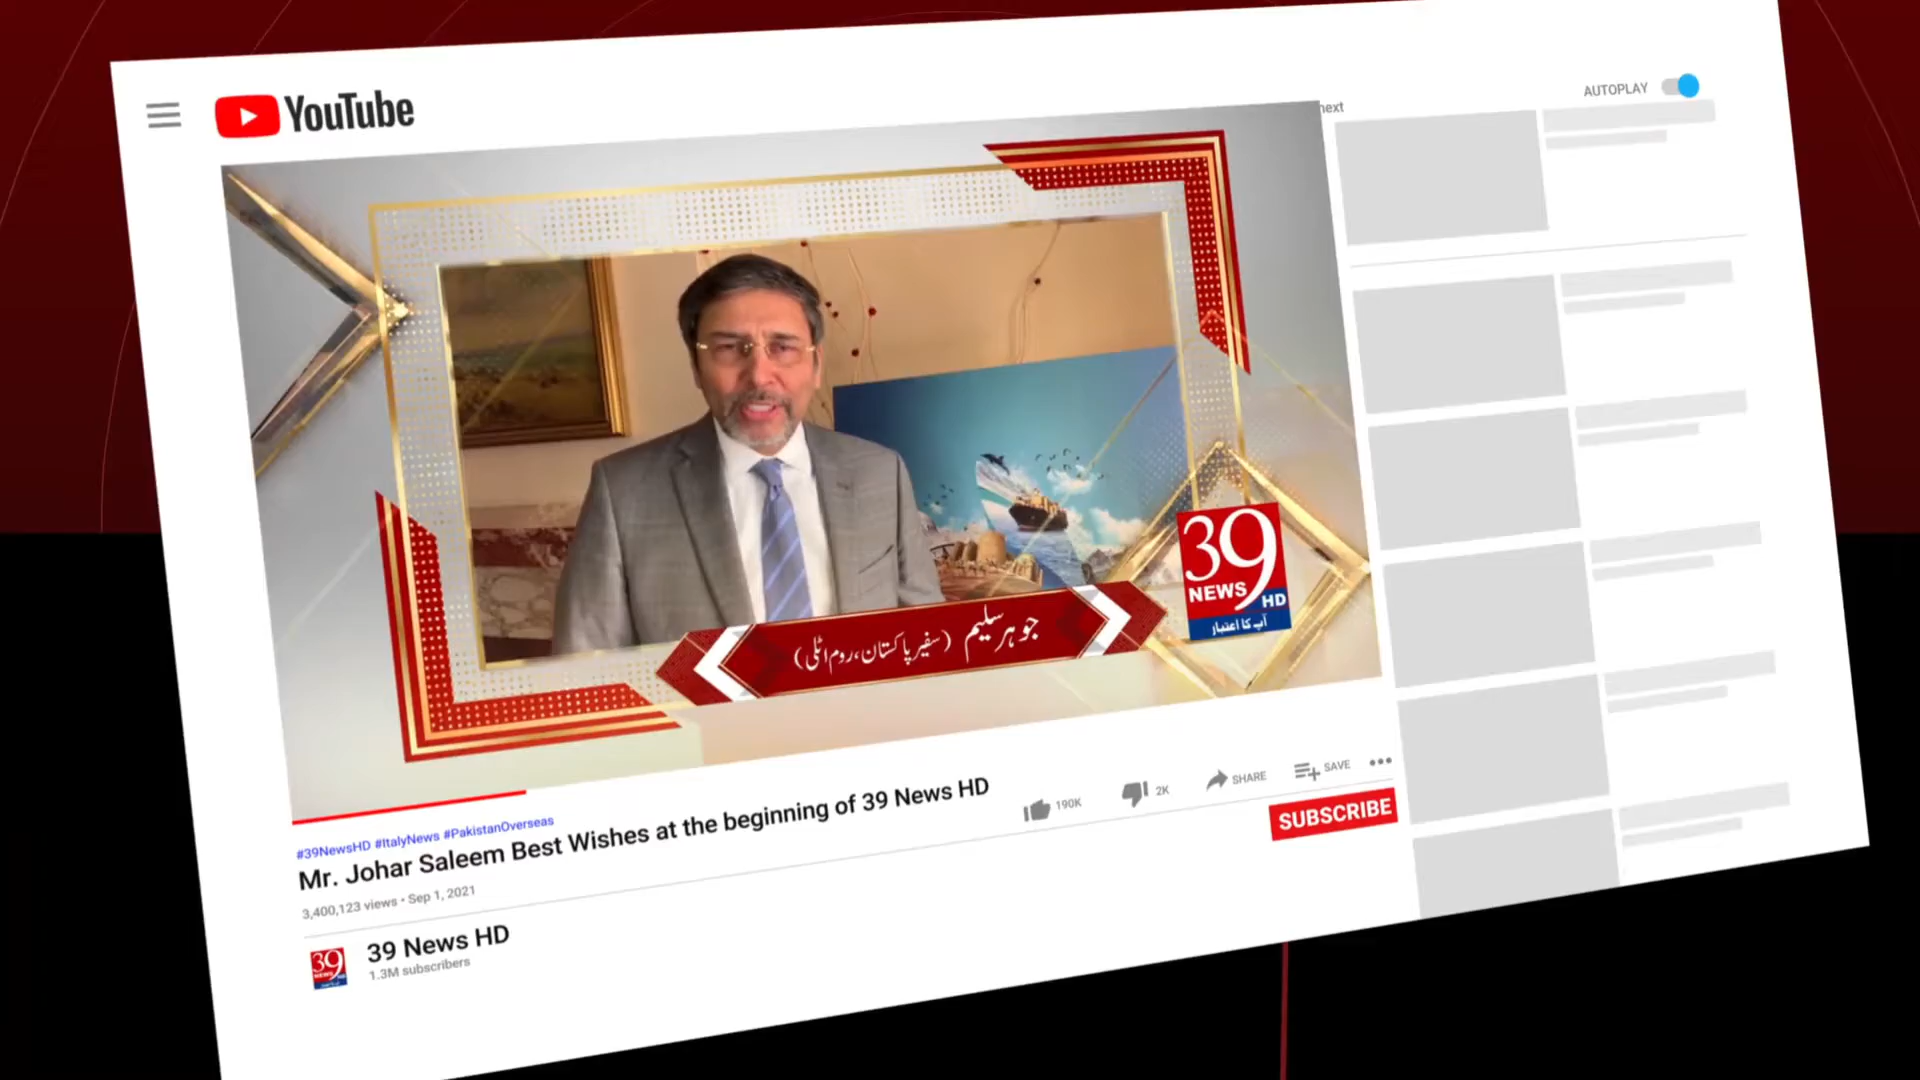 YouTube
AUTOPLAY
next
39
NEWS
HD
آپ کا اعتبار
جوہر سلیم (سفیر پاکستان، روم اٹلی)
#39NewsHD #ItalyNews #PakistanOverseas
Mr. Johar Saleem Best Wishes at the beginning of 39 News HD
3,400,123 views • Sep 1, 2021
190K
2K
SHARE
SAVE
SUBSCRIBE
39
NEWS
39 News HD
1.3M subscribers